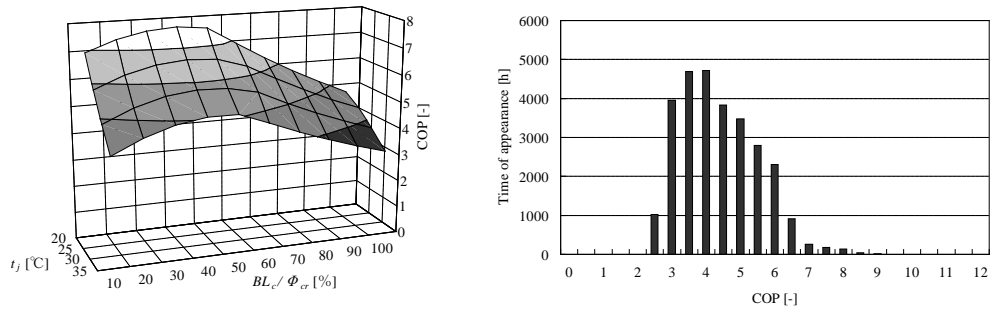 8
7
6
5
4
3
2
1
0
COP [-]
20
25
30
35
t_j [℃]
10 20 30 40 50 60 70 80 90 100
BL_c / Φ_cr [%]
6000
5000
4000
3000
2000
1000
0
Time of appearance [h]
0 1 2 3 4 5 6 7 8 9 10 11 12
COP [-]